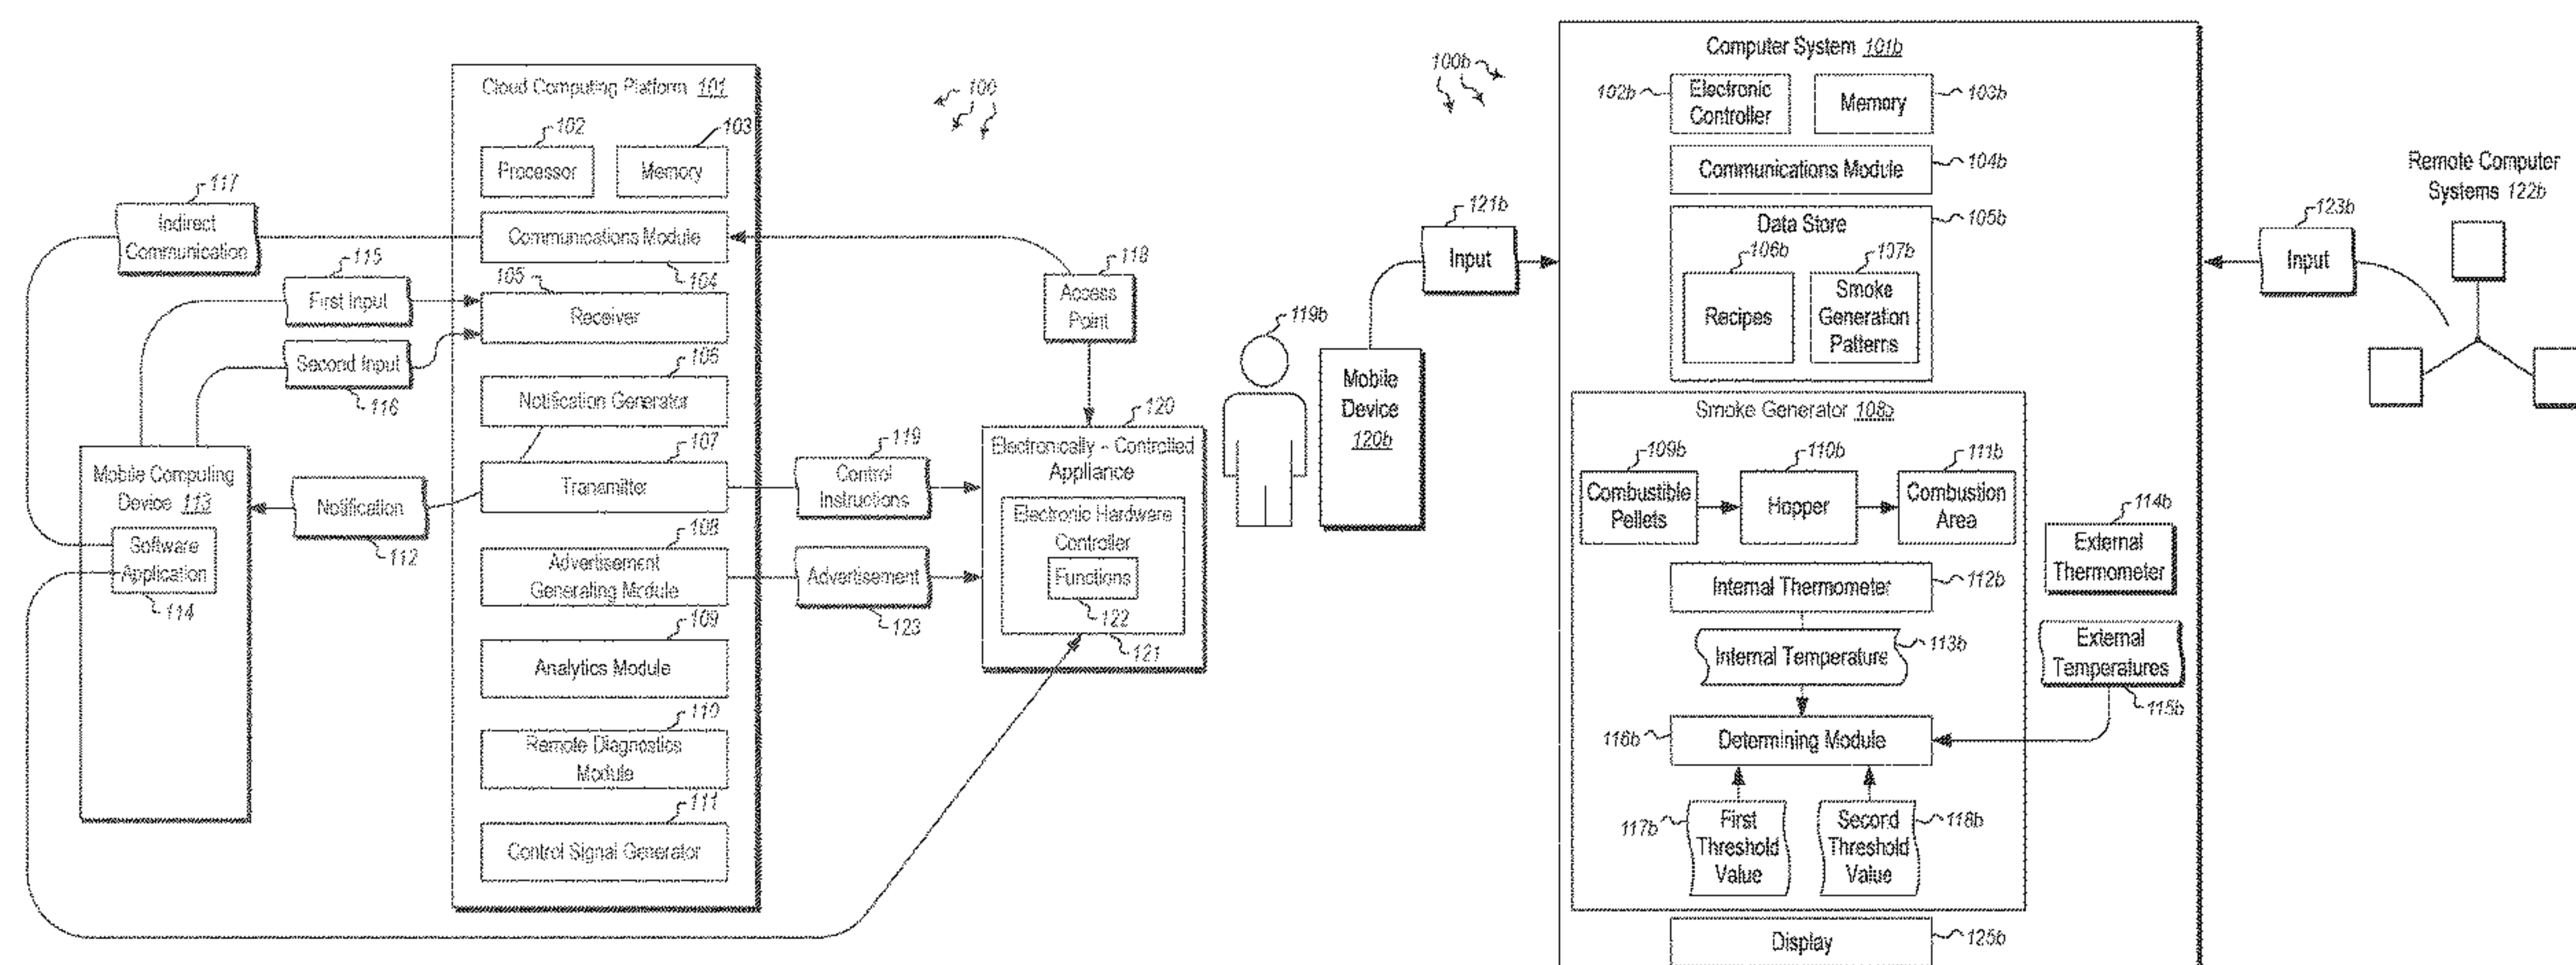 100
Cloud Computing Platform 101
102
Processor
103
Memory
Communications Module
104
105
Receiver
106
Notification Generator
107
Transmitter
108
Advertisement
Generating Module
109
Analytics Module
110
Remote Diagnostics
Module
111
Control Signal Generator
117
Indirect
Communication
115
First Input
Second Input
116
Mobile Computing
Device 113
Software
Application
114
Notification
112
118
Access
Point
119
Control
Instructions
Advertisement
123
120
Electronically - Controlled
Appliance
Electronic Hardware
Controller
Functions
122
121
100b
119b
Mobile
Device
120b
121b
Input
Computer System 101b
102b
Electronic
Controller
Memory
103b
Communications Module
104b
Data Store
105b
106b
Recipes
107b
Smoke
Generation
Patterns
Smoke Generator 108b
109b
Combustible
Pellets
110b
Hopper
111b
Combustion
Area
Internal Thermometer
112b
Internal Temperature
113b
114b
External
Thermometer
External
Temperatures
115b
116b
Determining Module
117b
First
Threshold
Value
Second
Threshold
Value
118b
Display
125b
123b
Input
Remote Computer
Systems 122b